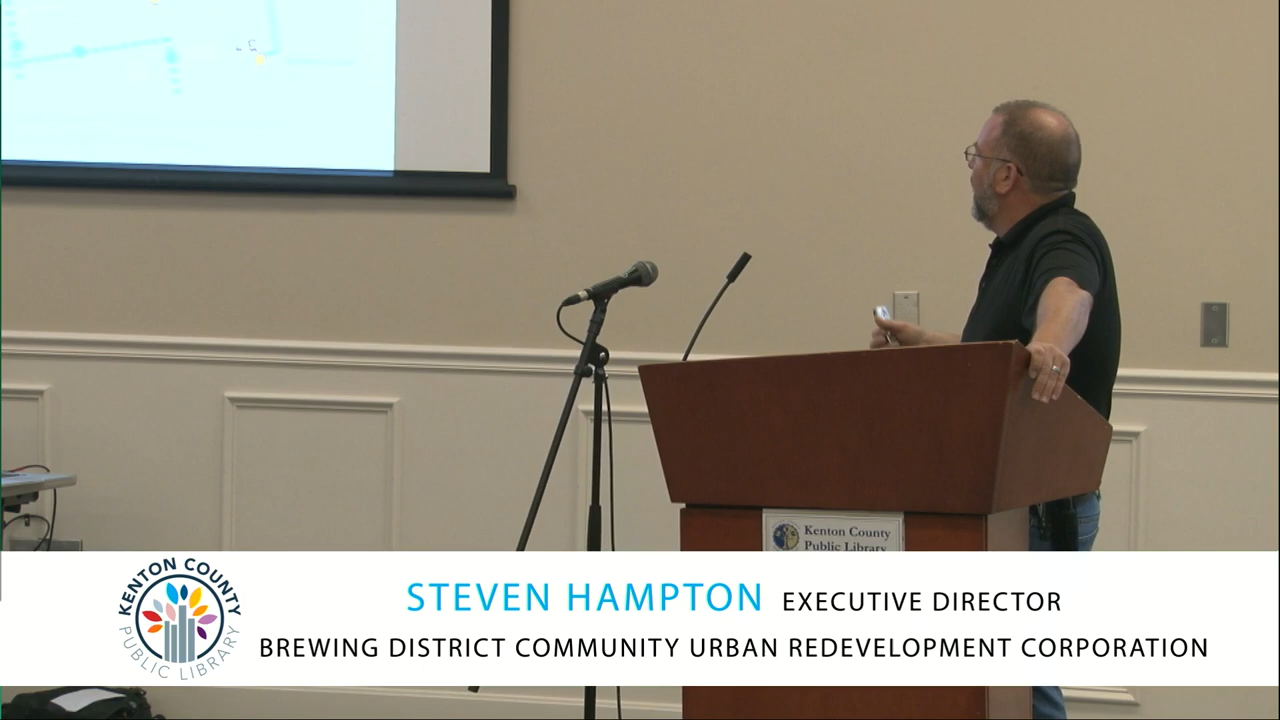 Kenton County
Public Library
KENTON COUNTY
PUBLIC LIBRARY
STEVEN HAMPTON EXECUTIVE DIRECTOR
BREWING DISTRICT COMMUNITY URBAN REDEVELOPMENT CORPORATION